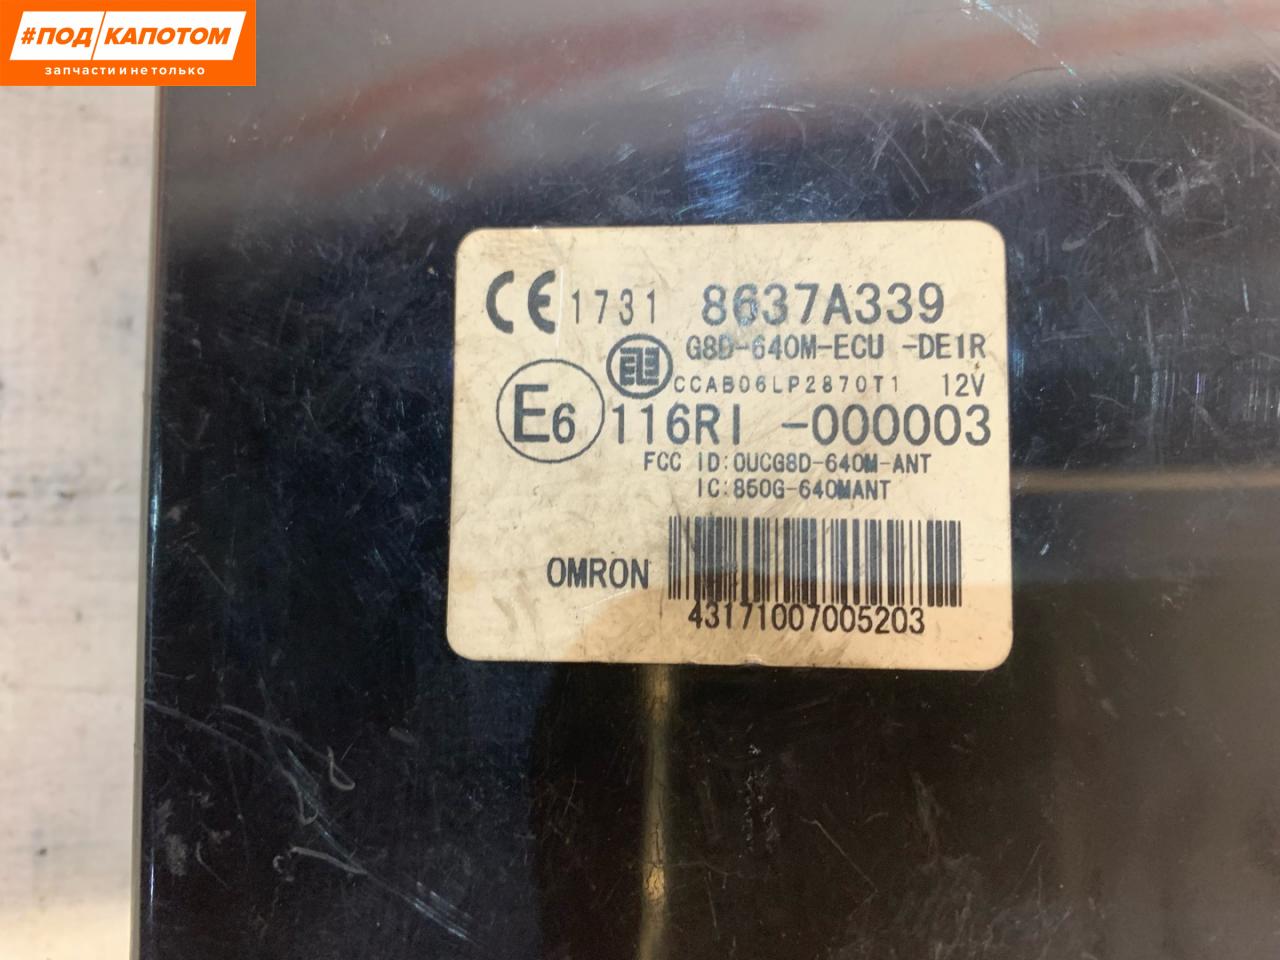 #ПОД КАПОТОМ
запчасти и не только
CE 1731 8637A339
G8D-640M-ECU -DE1R
CCAB06LP2870T1 12V
E6 116RI -000003
FCC ID:OUCG8D-640M-ANT
IC:850G-640MANT
OMRON
43171007005203